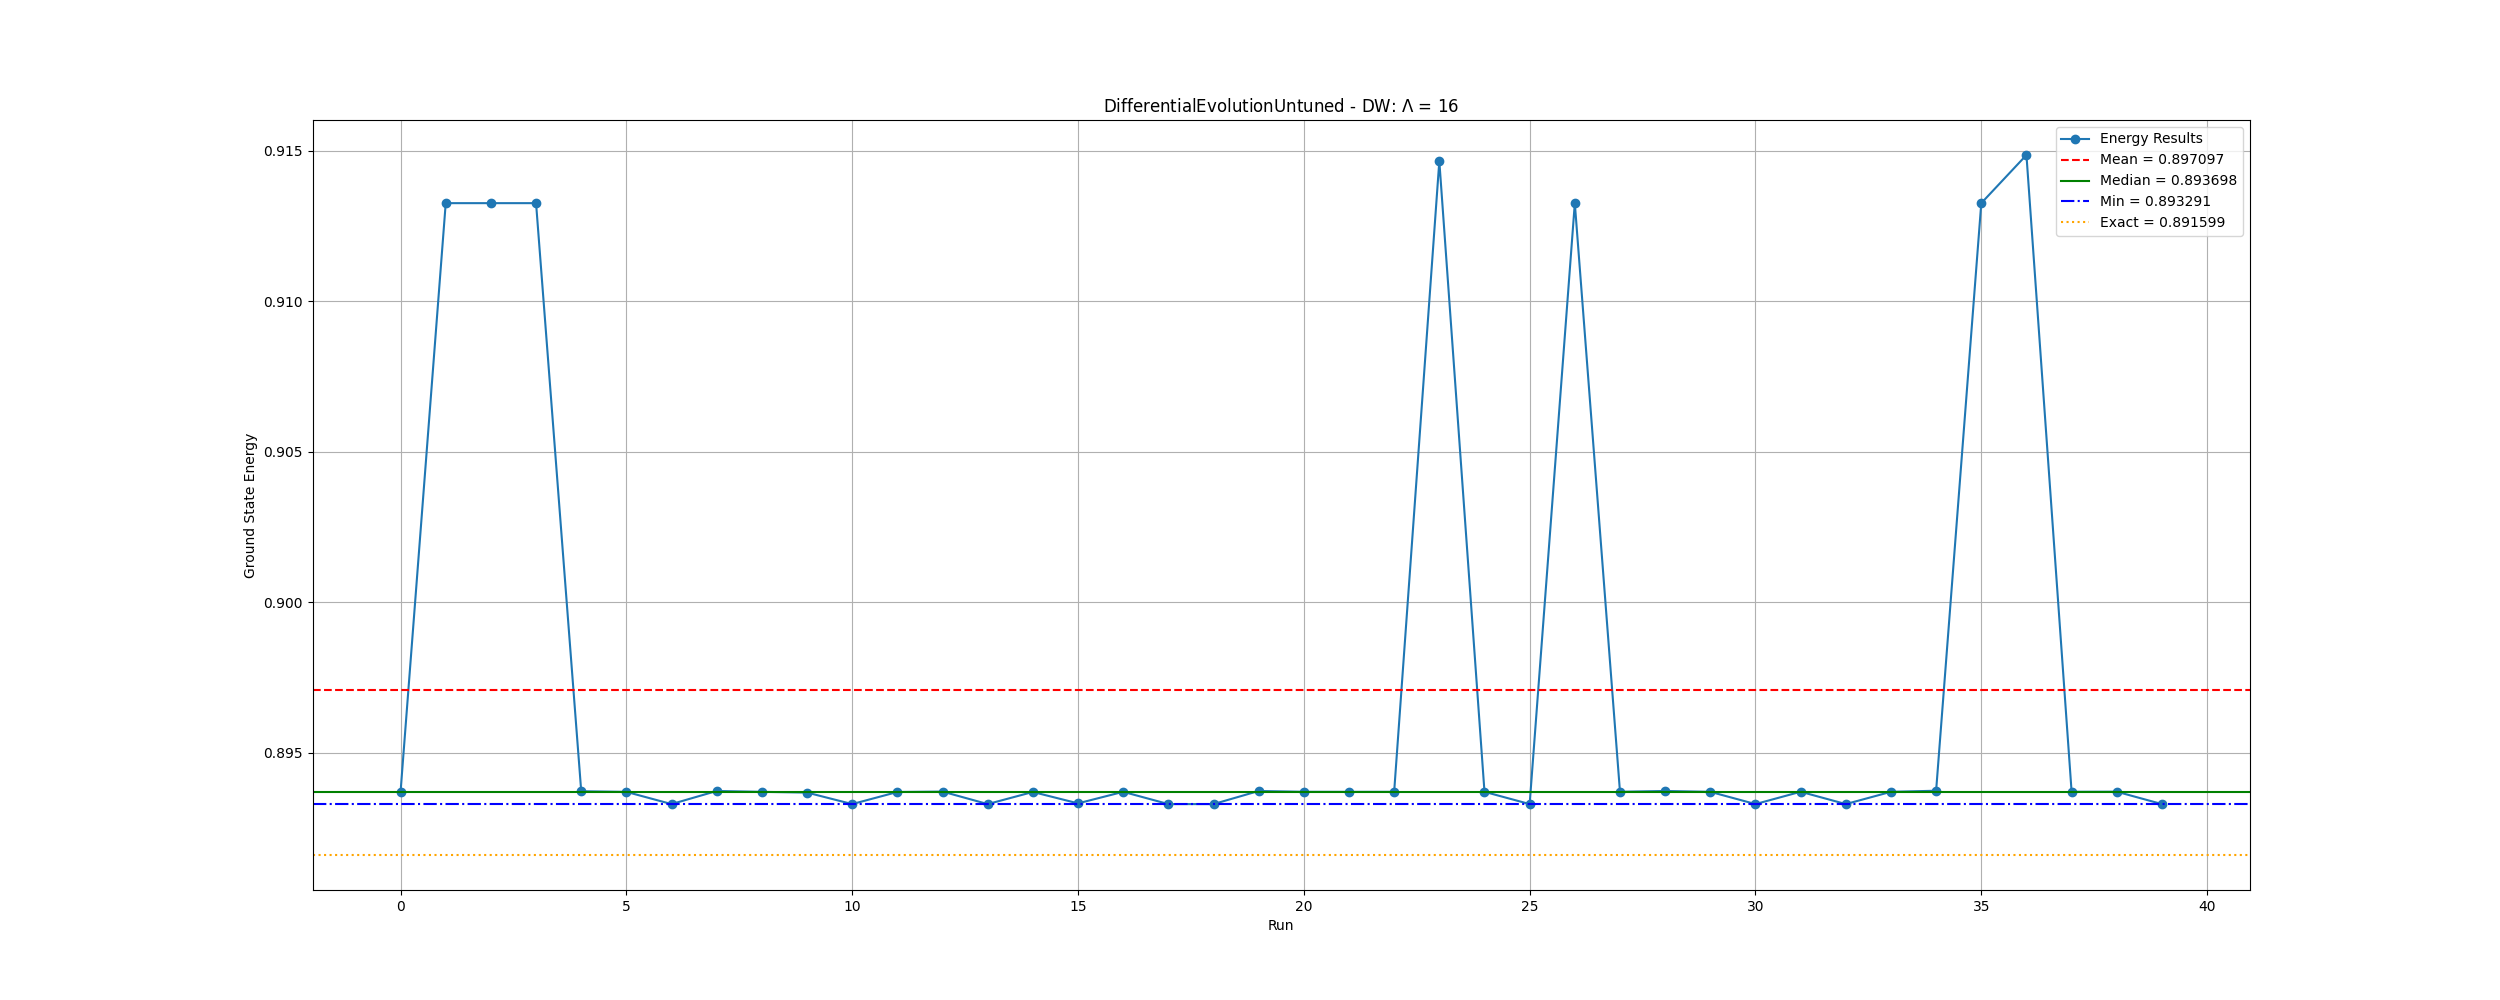 DifferentialEvolutionUntuned - DW: Λ = 16
Energy Results
Mean = 0.897097
Median = 0.893698
Min = 0.893291
Exact = 0.891599
Ground State Energy
0.915
0.910
0.905
0.900
0.895
0 5 10 15 20 25 30 35 40
Run